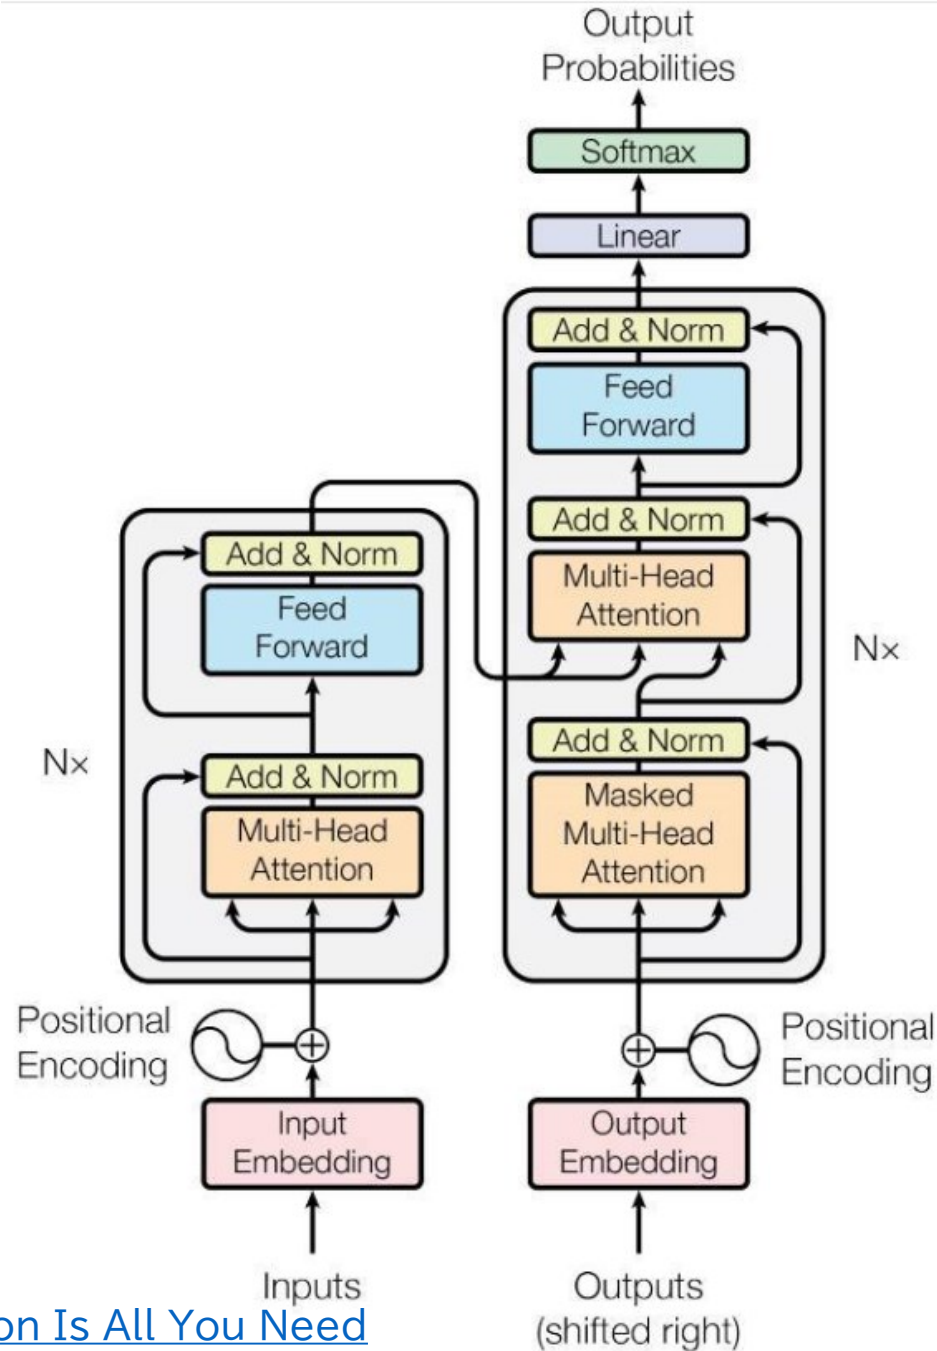 Output
Probabilities
Softmax
Linear
Add & Norm
Feed
Forward
Add & Norm
Multi-Head
Attention
Nx
Add & Norm
Masked
Multi-Head
Attention
Add & Norm
Feed
Forward
Nx
Add & Norm
Multi-Head
Attention
Positional
Encoding
Positional
Encoding
Input
Embedding
Output
Embedding
Inputs
Outputs
(shifted right)
Is All You Need